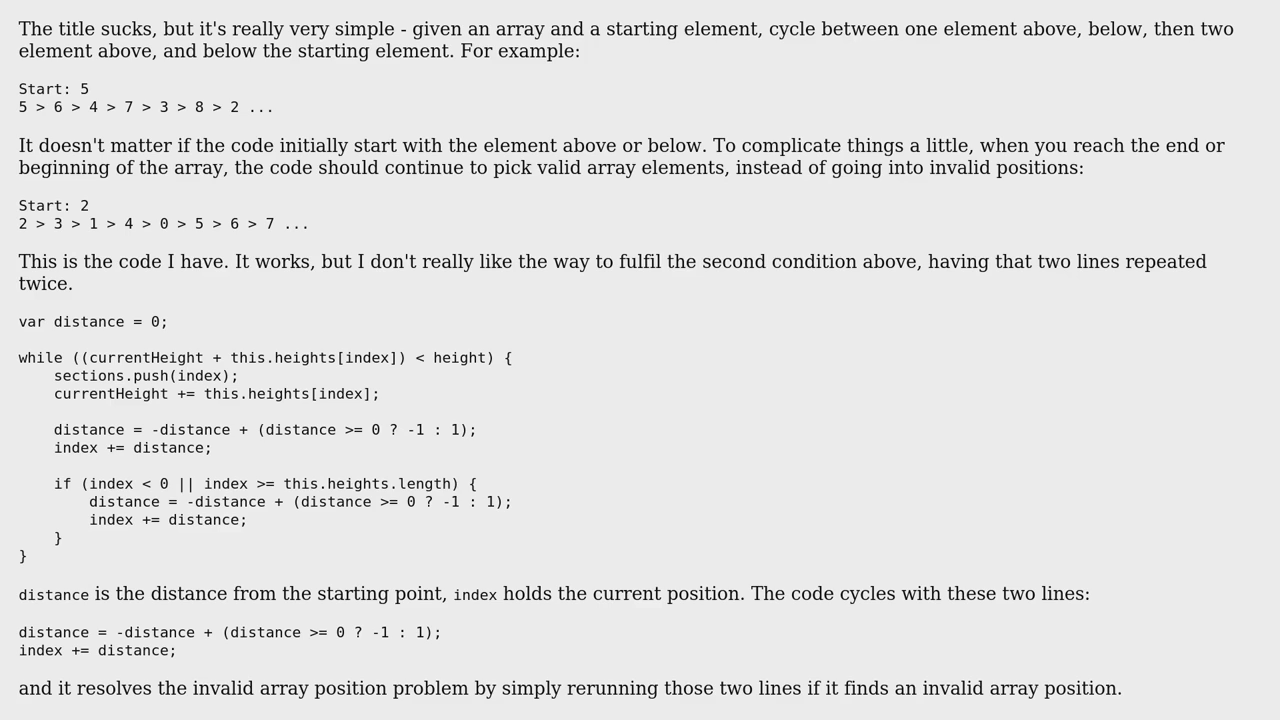 The title sucks, but it's really very simple - given an array and a starting element, cycle between one element above, below, then two
element above, and below the starting element. For example:
Start: 5
5 > 6 > 4 > 7 > 3 > 8 > 2 ...
It doesn't matter if the code initially start with the element above or below. To complicate things a little, when you reach the end or
beginning of the array, the code should continue to pick valid array elements, instead of going into invalid positions:
Start: 2
2 > 3 > 1 > 4 > 0 > 5 > 6 > 7 ...
This is the code I have. It works, but I don't really like the way to fulfil the second condition above, having that two lines repeated
twice.
var distance = 0;
while ((currentHeight + this.heights[index]) < height) {
    sections.push(index);
    currentHeight += this.heights[index];
    distance = -distance + (distance >= 0 ? -1 : 1);
    index += distance;
    if (index < 0 || index >= this.heights.length) {
        distance = -distance + (distance >= 0 ? -1 : 1);
        index += distance;
    }
}
distance is the distance from the starting point, index holds the current position. The code cycles with these two lines:
distance = -distance + (distance >= 0 ? -1 : 1);
index += distance;
and it resolves the invalid array position problem by simply rerunning those two lines if it finds an invalid array position.